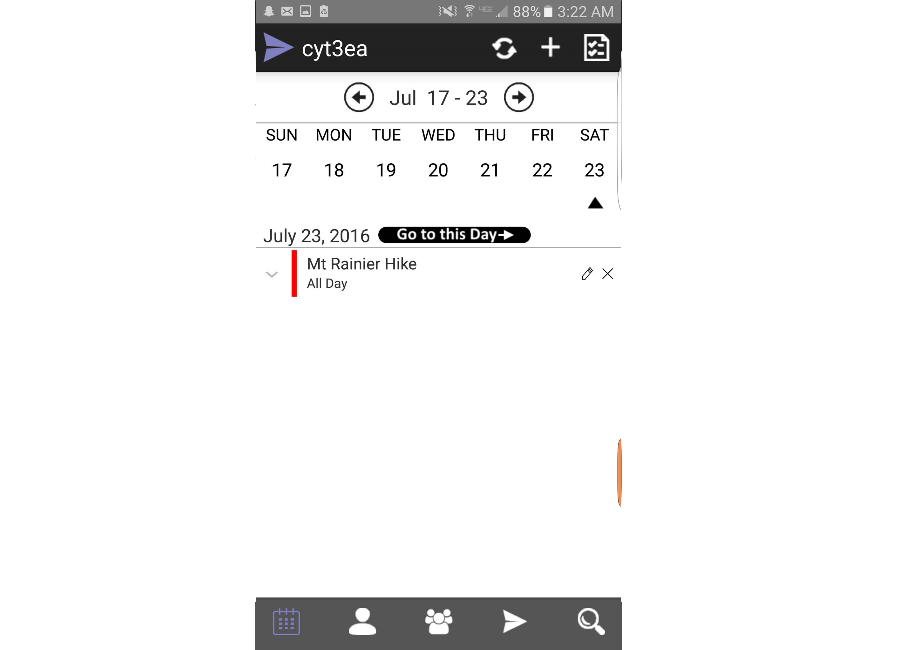 88% 3:22 AM
cyt3ea
Jul 17 - 23
SUN MON TUE WED THU FRI SAT
17 18 19 20 21 22 23
July 23, 2016 Go to this Day
Mt Rainier Hike
All Day